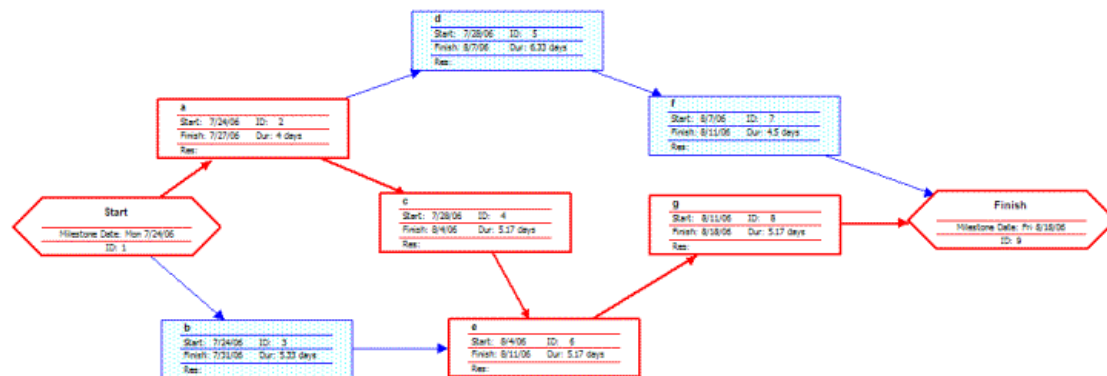 d
Start: 7/28/06 ID: 5
Finish: 8/7/06 Dur: 6.33 days
Res:
a
Start: 7/24/06 ID: 2
Finish: 7/27/06 Dur: 4 days
Res:
f
Start: 8/7/06 ID: 7
Finish: 8/11/06 Dur: 4.5 days
Res:
Start
Milestone Date: Mon 7/24/06
ID: 1
c
Start: 7/28/06 ID: 4
Finish: 8/4/06 Dur: 5.17 days
Res:
g
Start: 8/11/06 ID: 8
Finish: 8/18/06 Dur: 5.17 days
Res:
Finish
Milestone Date: Fri 8/18/06
ID: 9
b
Start: 7/24/06 ID: 3
Finish: 7/31/06 Dur: 5.33 days
Res:
e
Start: 8/4/06 ID: 6
Finish: 8/11/06 Dur: 5.17 days
Res: